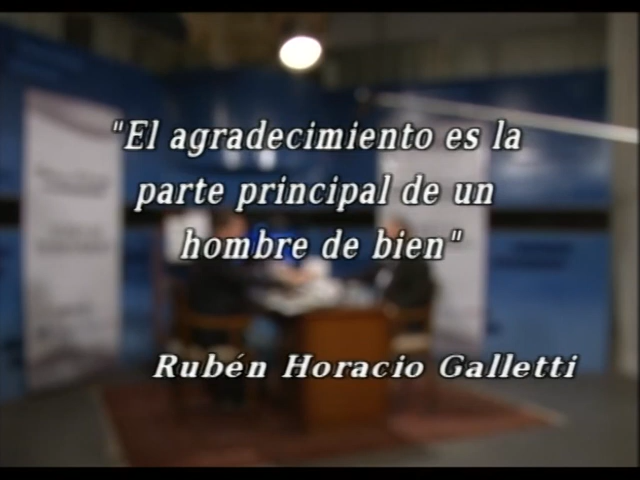 "El agradecimiento es la
parte principal de un
hombre de bien"
Rubén Horacio Galletti